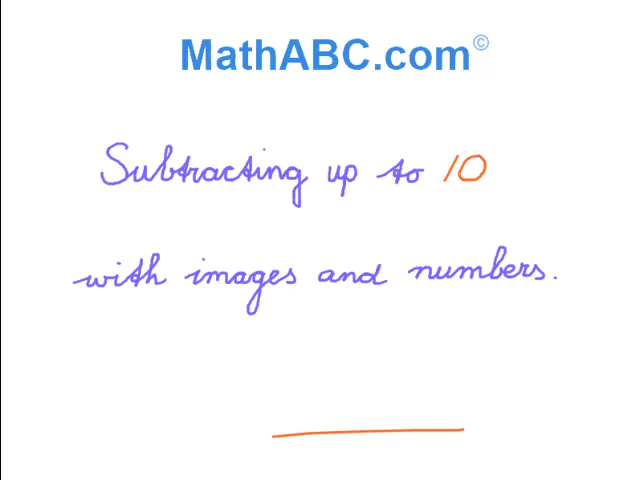 MathABC.com©
Subtracting up to 10
with images and numbers.